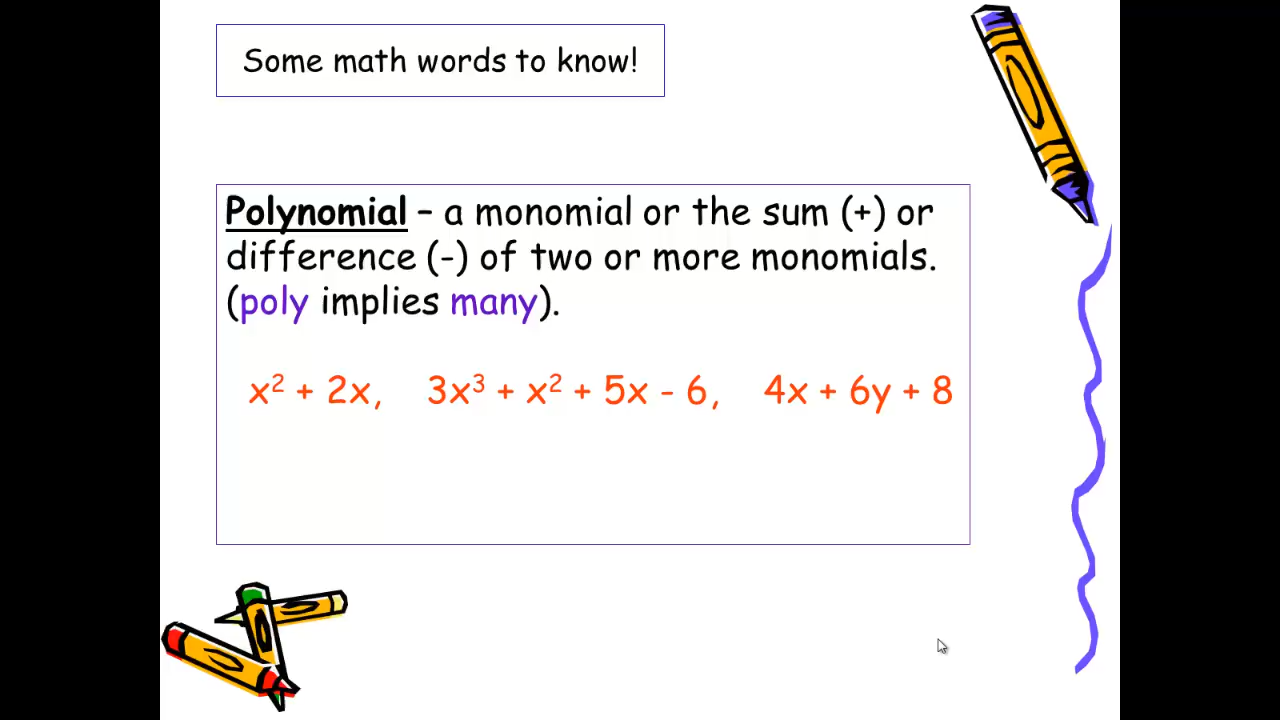 Some math words to know!
Polynomial – a monomial or the sum (+) or
difference (-) of two or more monomials.
(poly implies many).
x² + 2x, 3x³ + x² + 5x - 6, 4x + 6y + 8